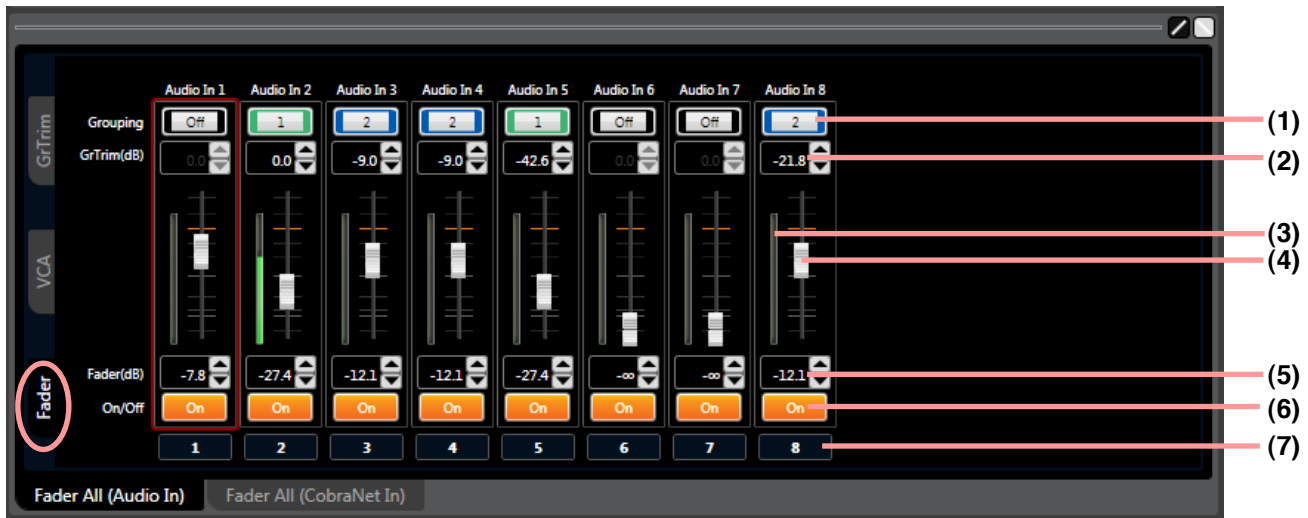 Audio In 1 Audio In 2 Audio In 3 Audio In 4 Audio In 5 Audio In 6 Audio In 7 Audio In 8
Grouping Off 1 2 2 1 Off Off 2 (1)
GrTrim(dB) 0.0 0.0 -9.0 -9.0 -42.6 0.0 0.0 -21.8 (2)
GrTrim
(3)
(4)
VCA
Fader(dB) -7.8 -27.4 -12.1 -12.1 -27.4 -∞ -∞ -12.1 (5)
Fader
On/Off On On On On On On On On (6)
1 2 3 4 5 6 7 8 (7)
Fader All (Audio In) Fader All (CobraNet In)